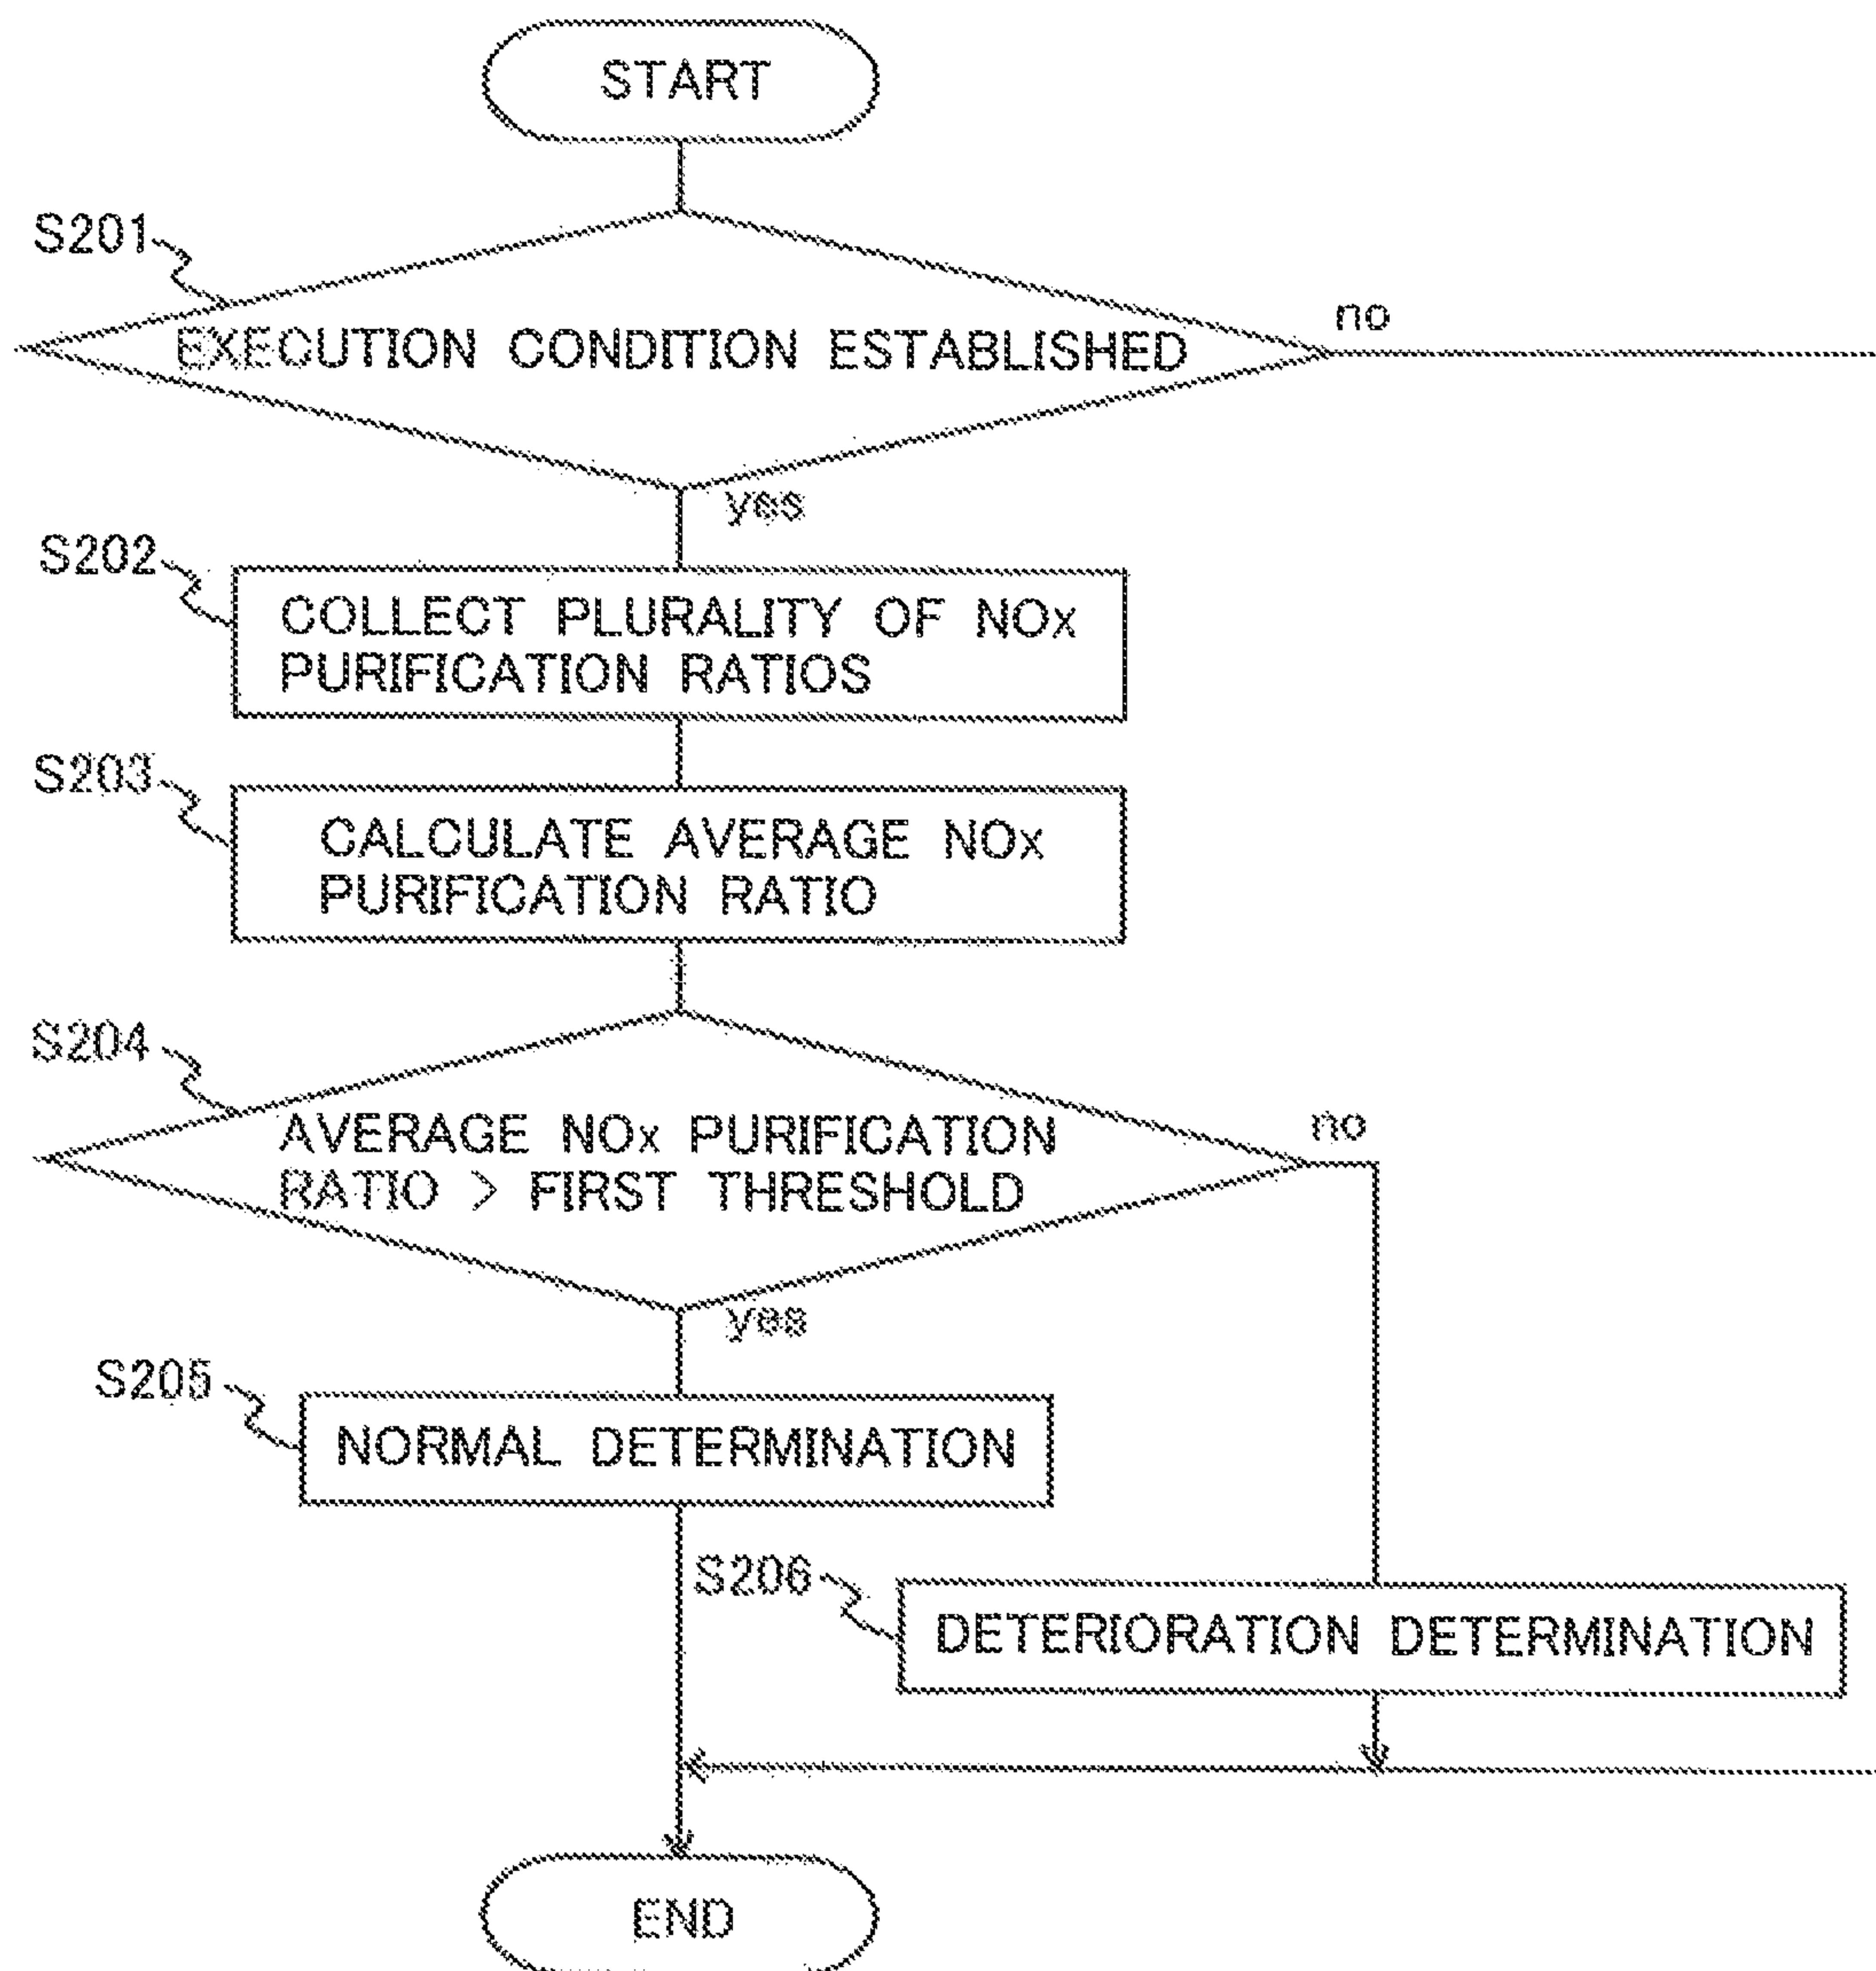 START
S201
EXECUTION CONDITION ESTABLISHED
no
yes
S202
COLLECT PLURALITY OF NOx
PURIFICATION RATIOS
S203
CALCULATE AVERAGE NOx
PURIFICATION RATIO
S204
AVERAGE NOx PURIFICATION
RATIO > FIRST THRESHOLD
no
yes
S205
NORMAL DETERMINATION
S206
DETERIORATION DETERMINATION
END